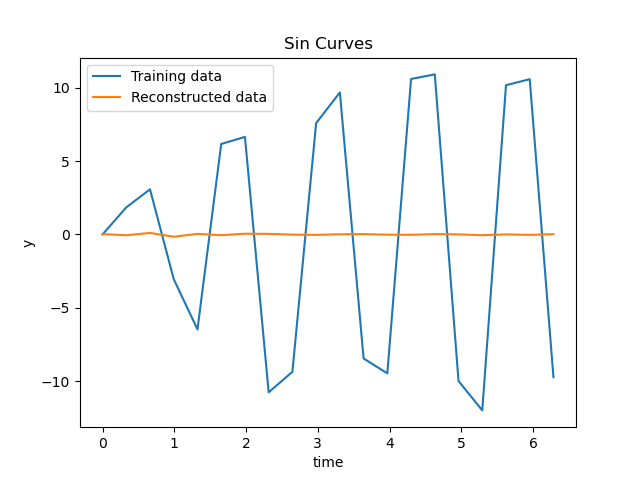 Sin Curves
Training data
Reconstructed data
10
5
0
−5
−10
y
0 1 2 3 4 5 6
time